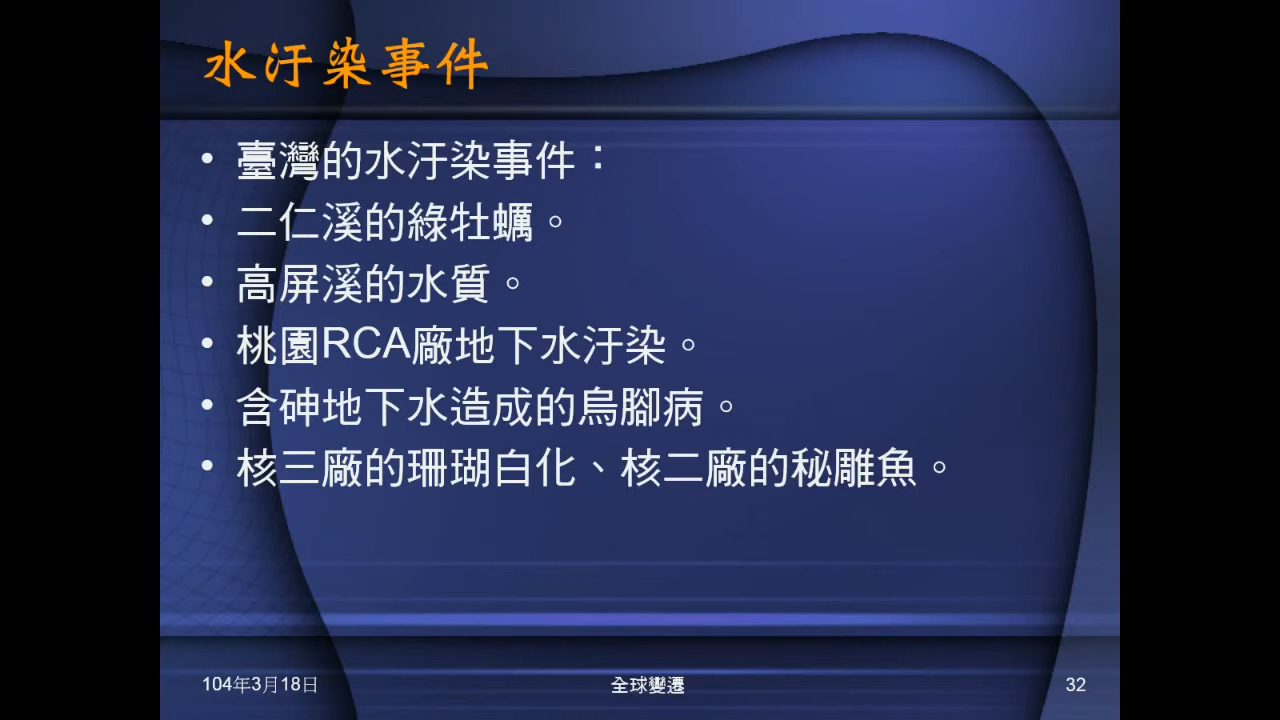 水汙染事件
• 臺灣的水汙染事件：
• 二仁溪的綠牡蠣。
• 高屏溪的水質。
• 桃園RCA廠地下水汙染。
• 含砷地下水造成的烏腳病。
• 核三廠的珊瑚白化、核二廠的秘雕魚。
104年3月18日
全球變遷
32